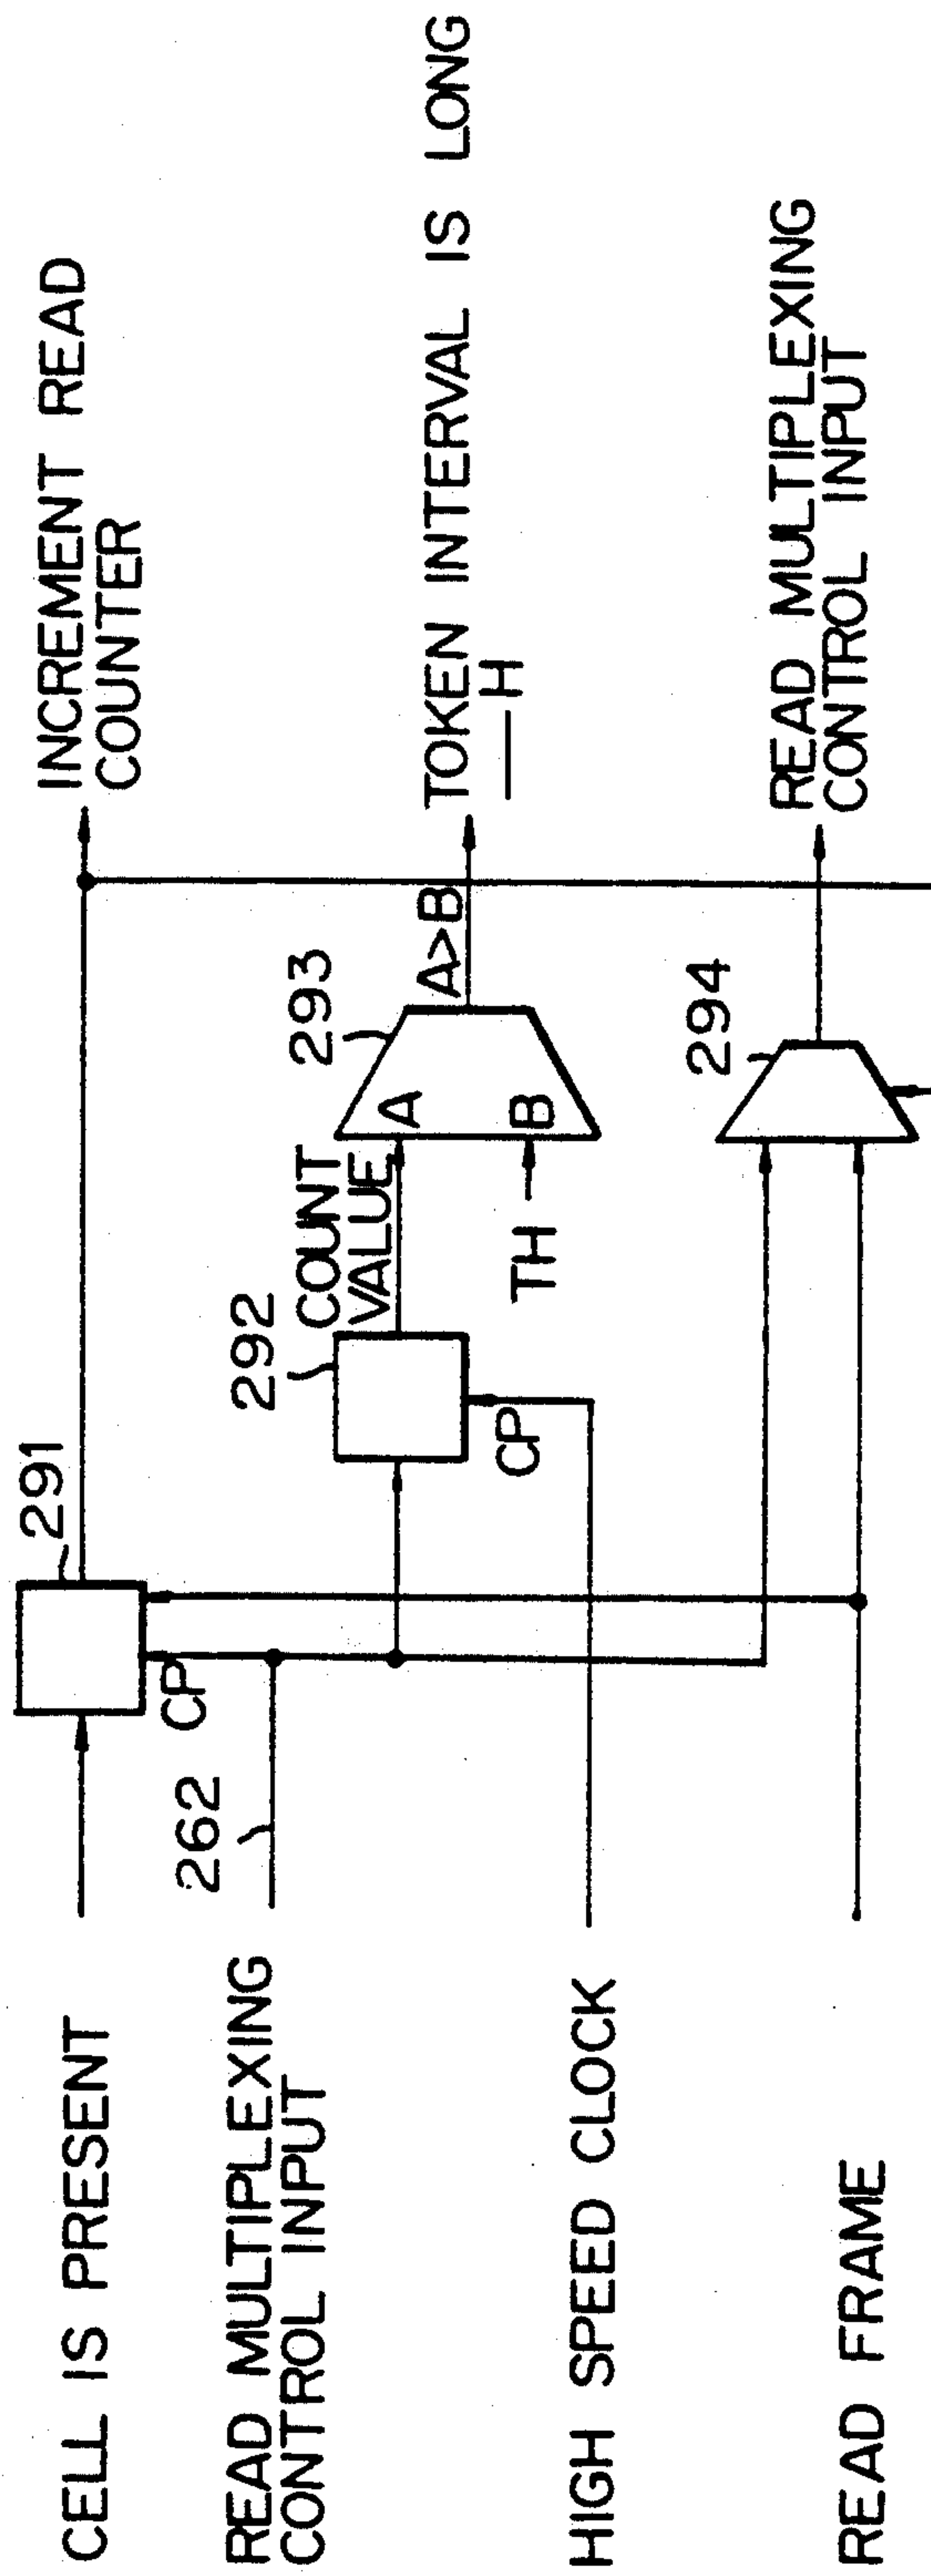 CELL IS PRESENT
READ MULTIPLEXING
CONTROL INPUT
HIGH SPEED CLOCK
READ FRAME
262
CP
291
292
CP
COUNT
VALUE
TH
A
B
293
A>B
294
INCREMENT READ
COUNTER
TOKEN INTERVAL IS LONG
— H
READ MULTIPLEXING
CONTROL INPUT